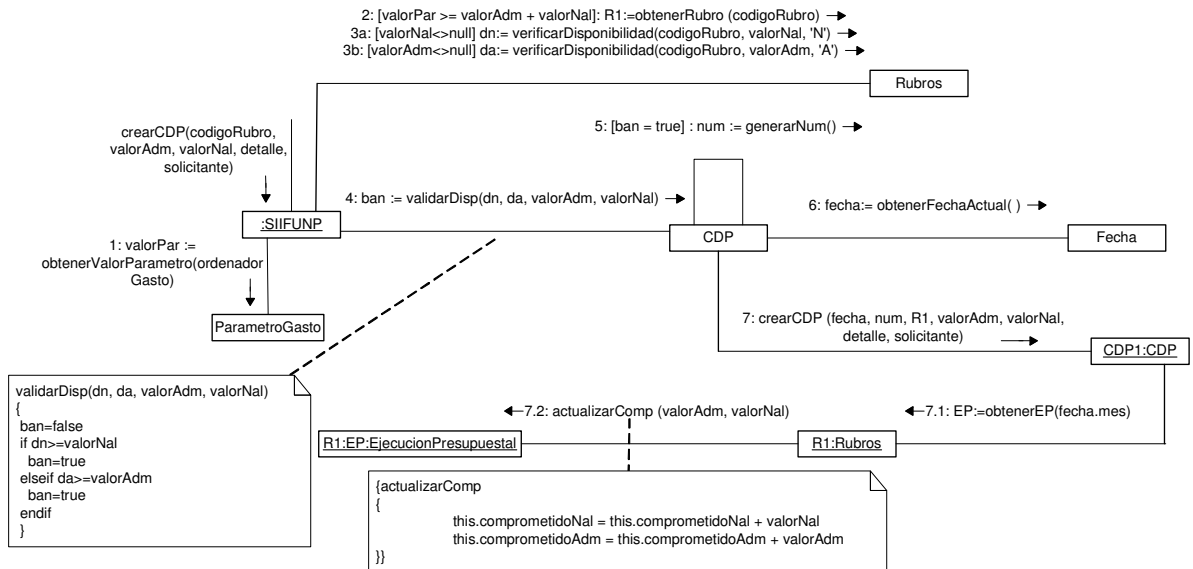 2: [valorPar >= valorAdm + valorNal]: R1:=obtenerRubro (codigoRubro)
3a: [valorNal<>null] dn:= verificarDisponibilidad(codigoRubro, valorNal, 'N')
3b: [valorAdm<>null] da:= verificarDisponibilidad(codigoRubro, valorAdm, 'A')
Rubros
crearCDP(codigoRubro,
valorAdm, valorNal, detalle,
solicitante)
5: [ban = true] : num := generarNum()
4: ban := validarDisp(dn, da, valorAdm, valorNal)
6: fecha:= obtenerFechaActual( )
:SIIFUNP
CDP
Fecha
1: valorPar :=
obtenerValorParametro(ordenador
Gasto)
ParametroGasto
7: crearCDP (fecha, num, R1, valorAdm, valorNal,
detalle, solicitante)
CDP1:CDP
validarDisp(dn, da, valorAdm, valorNal)
{
ban=false
if dn>=valorNal
ban=true
elseif da>=valorAdm
ban=true
endif
}
7.2: actualizarComp (valorAdm, valorNal)
7.1: EP:=obtenerEP(fecha.mes)
R1:EP:EjecucionPresupuestal
R1:Rubros
{actualizarComp
{
this.comprometidoNal = this.comprometidoNal + valorNal
this.comprometidoAdm = this.comprometidoAdm + valorAdm
}}